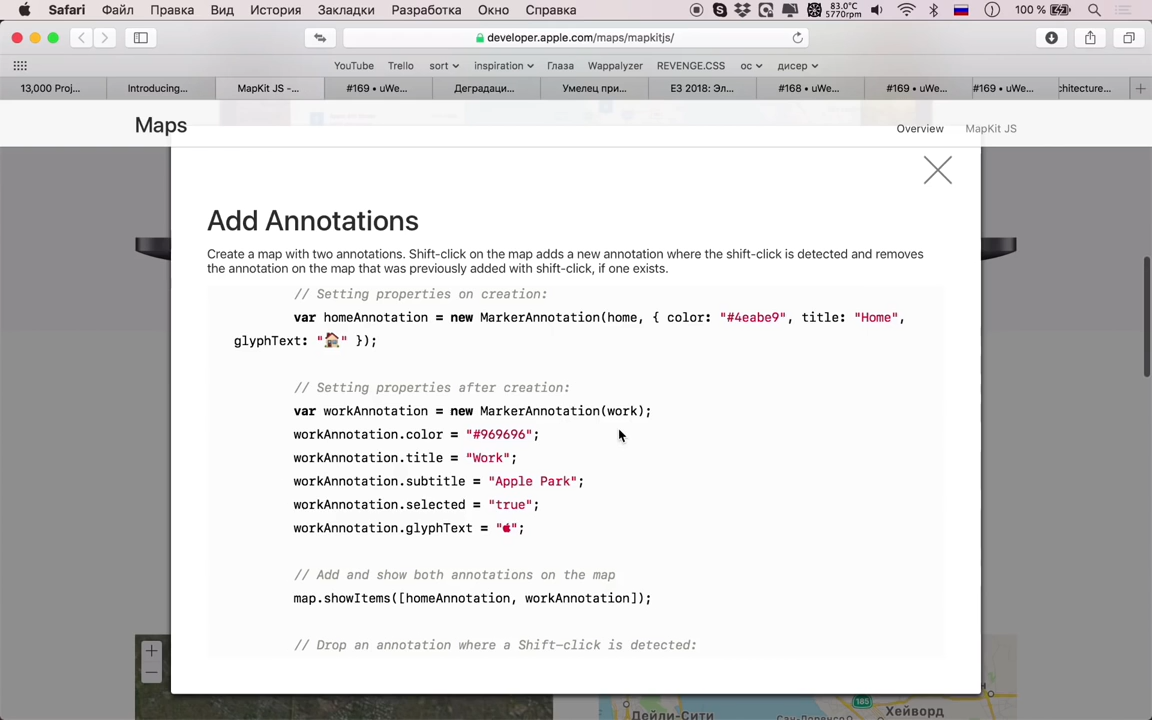 Safari Файл Правка Вид История Закладки Разработка Окно Справка 83.0°C 5770rpm 100 %
developer.apple.com/maps/mapkitjs/
YouTube Trello sort inspiration Глаза Wappalyzer REVENGE.CSS ос дисер
13,000 Proj... Introducing... MapKit JS -... #169 • uWe... Деградаци... Умелец при... E3 2018: Эл... #168 • uWe... #169 • uWe... #169 • uWe... chitecture...
Maps Overview MapKit JS
Add Annotations
Create a map with two annotations. Shift-click on the map adds a new annotation where the shift-click is detected and removes
the annotation on the map that was previously added with shift-click, if one exists.
// Setting properties on creation:
var homeAnnotation = new MarkerAnnotation(home, { color: "#4eabe9", title: "Home",
glyphText: "🏠" });
// Setting properties after creation:
var workAnnotation = new MarkerAnnotation(work);
workAnnotation.color = "#969696";
workAnnotation.title = "Work";
workAnnotation.subtitle = "Apple Park";
workAnnotation.selected = "true";
workAnnotation.glyphText = "";
// Add and show both annotations on the map
map.showItems([homeAnnotation, workAnnotation]);
// Drop an annotation where a Shift-click is detected:
185
Хейворд
Дейли-Сити